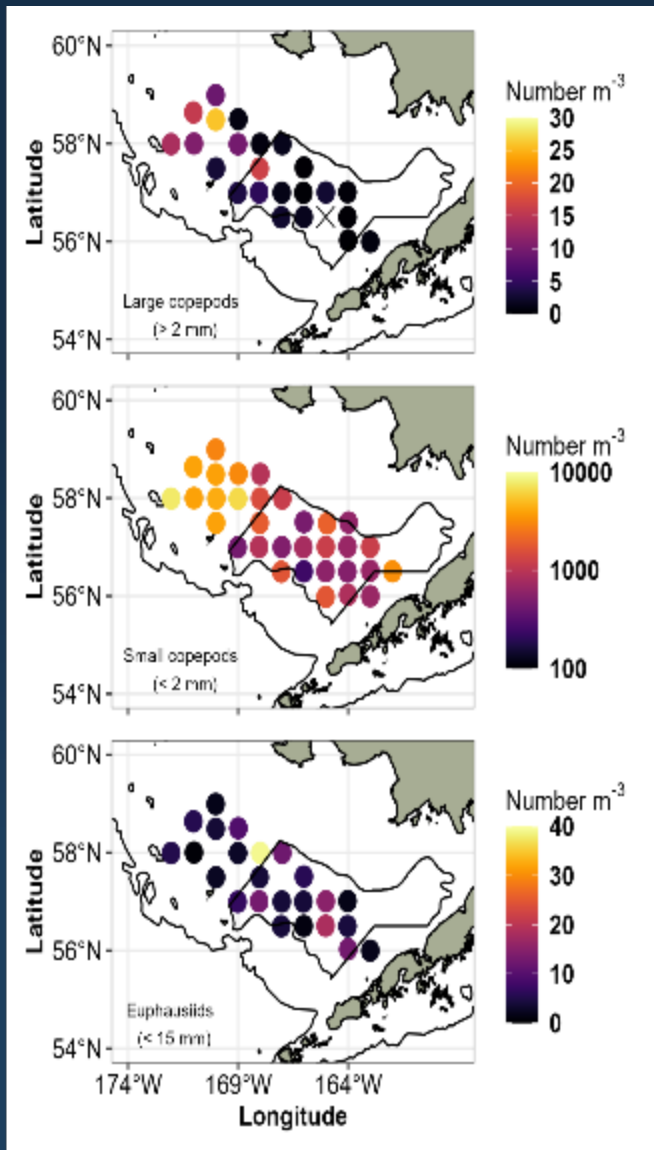 60°N
58°N
56°N
54°N
Latitude
Large copepods
(> 2 mm)
Number m⁻³
30
25
20
15
10
5
0
60°N
58°N
56°N
54°N
Latitude
Small copepods
(< 2 mm)
Number m⁻³
10000
1000
100
60°N
58°N
56°N
54°N
Latitude
Euphausiids
(< 15 mm)
Number m⁻³
40
30
20
10
0
174°W 169°W 164°W
Longitude